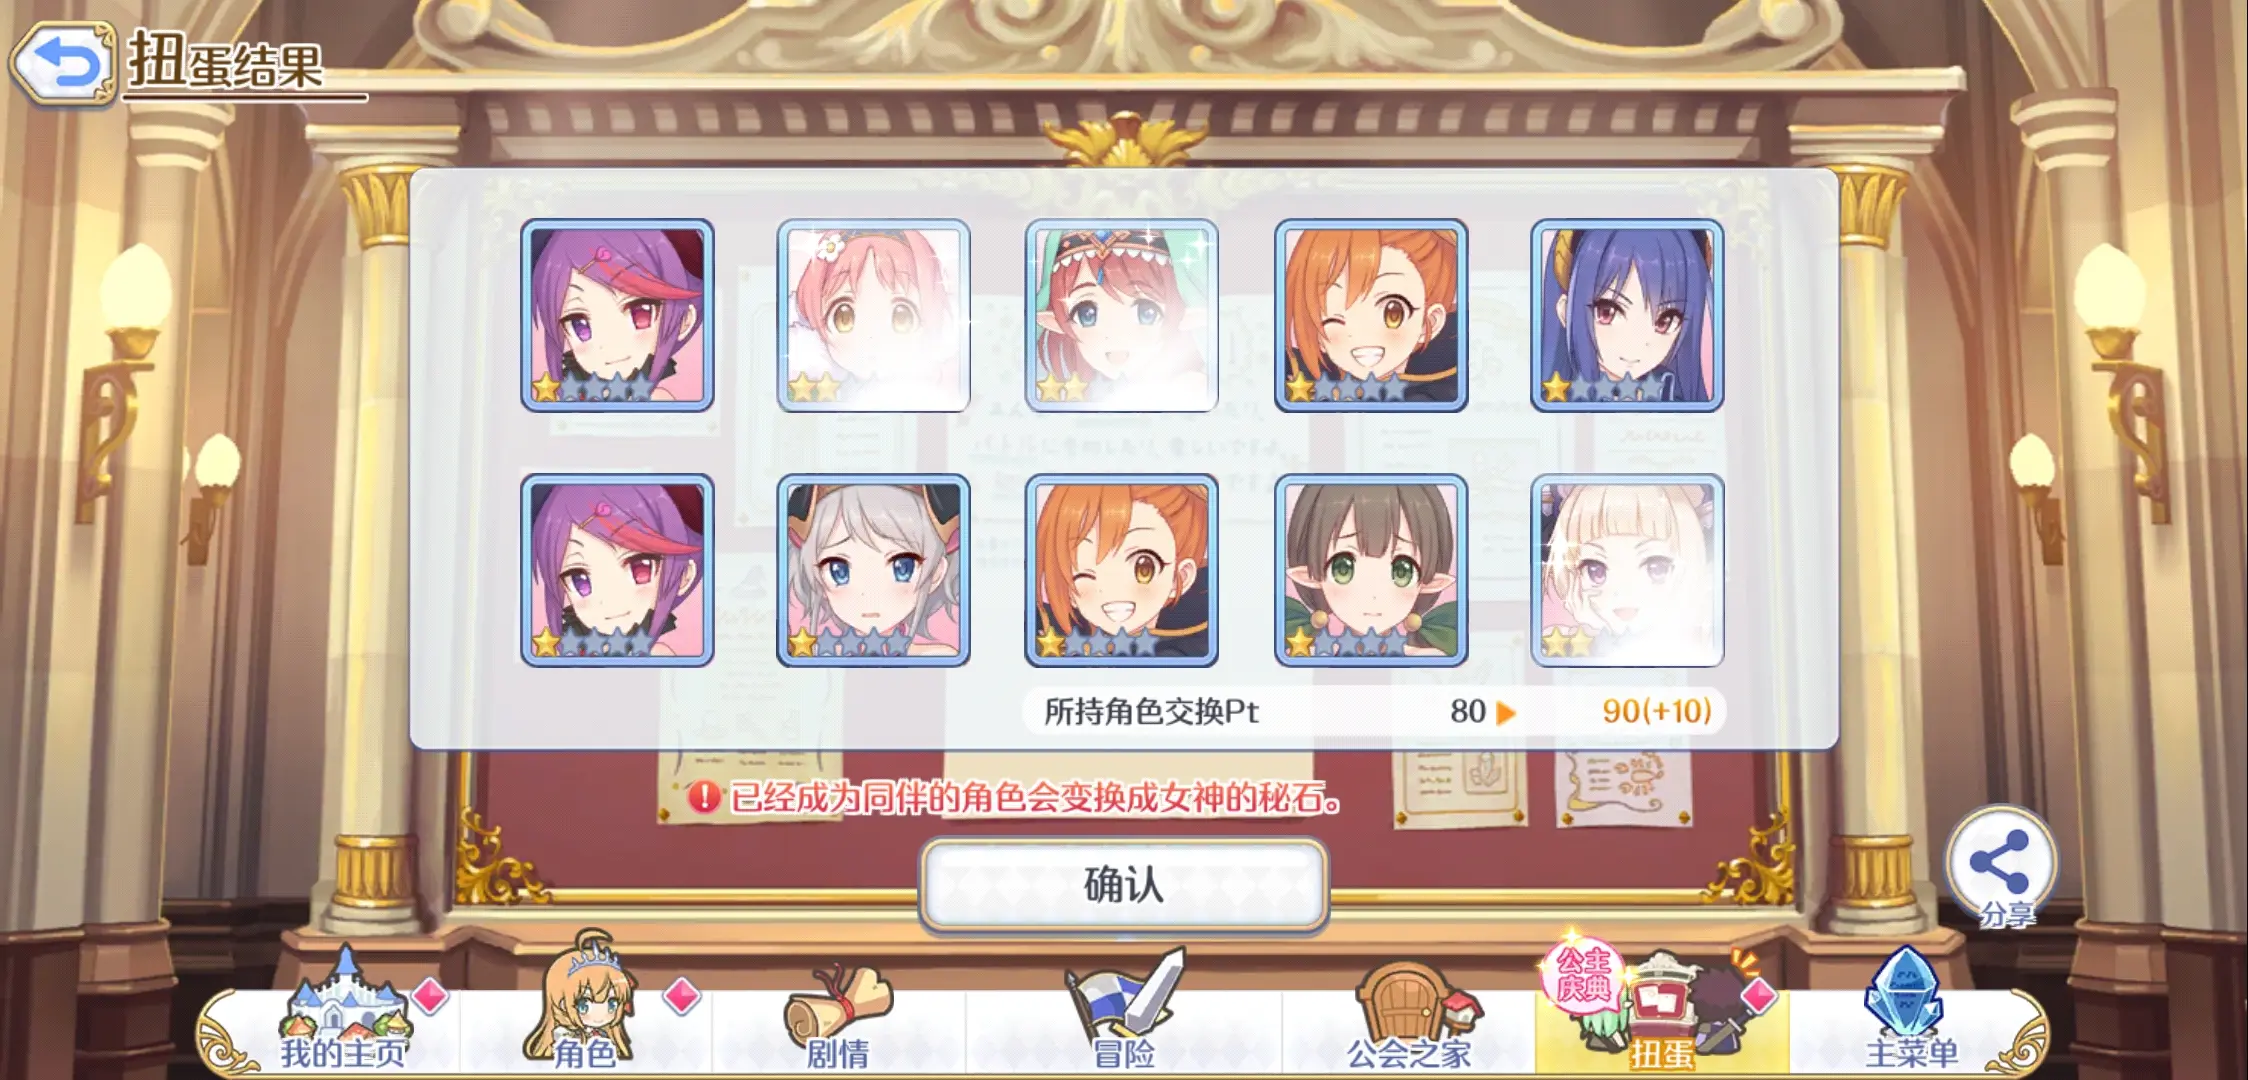 扭蛋结果
所持角色交换Pt 80 90(+10)
已经成为同伴的角色会变换成女神的秘石。
确认
分享
我的主页
角色
剧情
冒险
公会之家
公主
庆典
扭蛋
主菜单